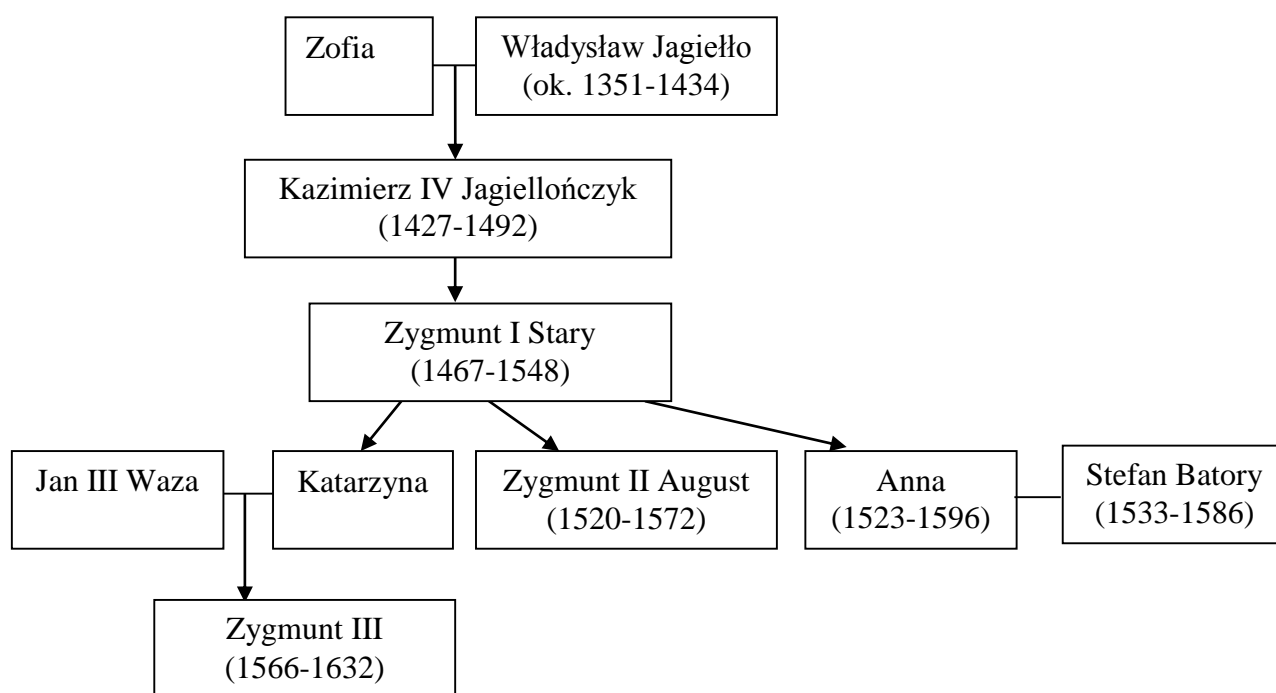 Zofia
Władysław Jagiełło
(ok. 1351-1434)
Kazimierz IV Jagiellończyk
(1427-1492)
Zygmunt I Stary
(1467-1548)
Jan III Waza
Katarzyna
Zygmunt II August
(1520-1572)
Anna
(1523-1596)
Stefan Batory
(1533-1586)
Zygmunt III
(1566-1632)